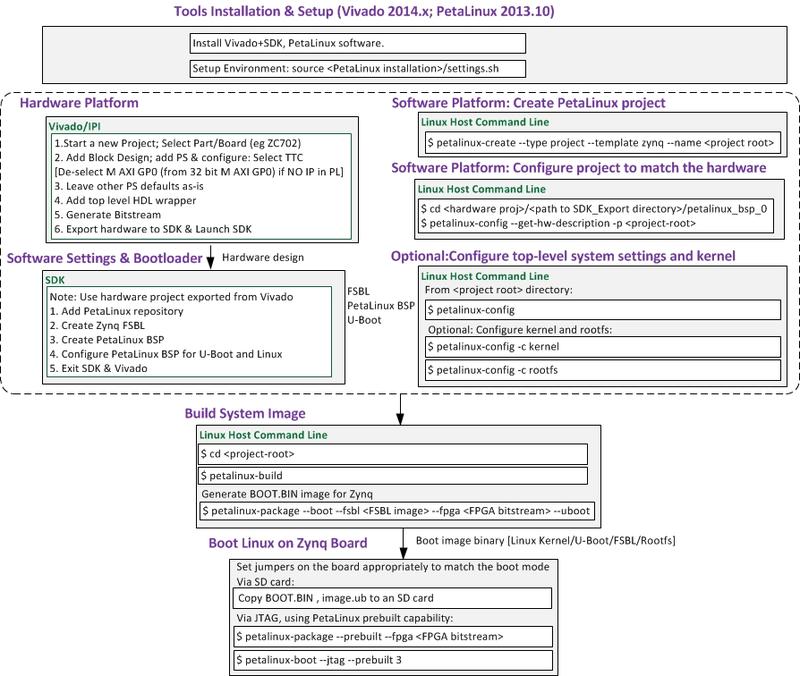 Tools Installation & Setup (Vivado 2014.x; PetaLinux 2013.10)
Install Vivado+SDK, PetaLinux software.
Setup Environment: source <PetaLinux installation>/settings.sh
Hardware Platform
Vivado/IPI
1.Start a new Project; Select Part/Board (eg ZC702)
2. Add Block Design; add PS & configure: Select TTC
[De-select M AXI GP0 (from 32 bit M AXI GP0) if NO IP in PL]
3. Leave other PS defaults as-is
4. Add top level HDL wrapper
5. Generate Bitstream
6. Export hardware to SDK & Launch SDK
Hardware design
Software Settings & Bootloader
SDK
Note: Use hardware project exported from Vivado
1. Add PetaLinux repository
2. Create Zynq FSBL
3. Create PetaLinux BSP
4. Configure PetaLinux BSP for U-Boot and Linux
5. Exit SDK & Vivado
FSBL
PetaLinux BSP
U-Boot
Software Platform: Create PetaLinux project
Linux Host Command Line
$ petalinux-create --type project --template zynq --name <project root>
Software Platform: Configure project to match the hardware
Linux Host Command Line
$ cd <hardware proj>/<path to SDK_Export directory>/petalinux_bsp_0
$ petalinux-config --get-hw-description -p <project-root>
Optional:Configure top-level system settings and kernel
Linux Host Command Line
From <project root> directory:
$ petalinux-config
Optional: Configure kernel and rootfs:
$ petalinux-config -c kernel
$ petalinux-config -c rootfs
Build System Image
Linux Host Command Line
$ cd <project-root>
$ petalinux-build
Generate BOOT.BIN image for Zynq
$ petalinux-package --boot --fsbl <FSBL image> --fpga <FPGA bitstream> --uboot
Boot image binary [Linux Kernel/U-Boot/FSBL/Rootfs]
Boot Linux on Zynq Board
Set jumpers on the board appropriately to match the boot mode
Via SD card:
Copy BOOT.BIN , image.ub to an SD card
Via JTAG, using PetaLinux prebuilt capability:
$ petalinux-package --prebuilt --fpga <FPGA bitstream>
$ petalinux-boot --jtag --prebuilt 3